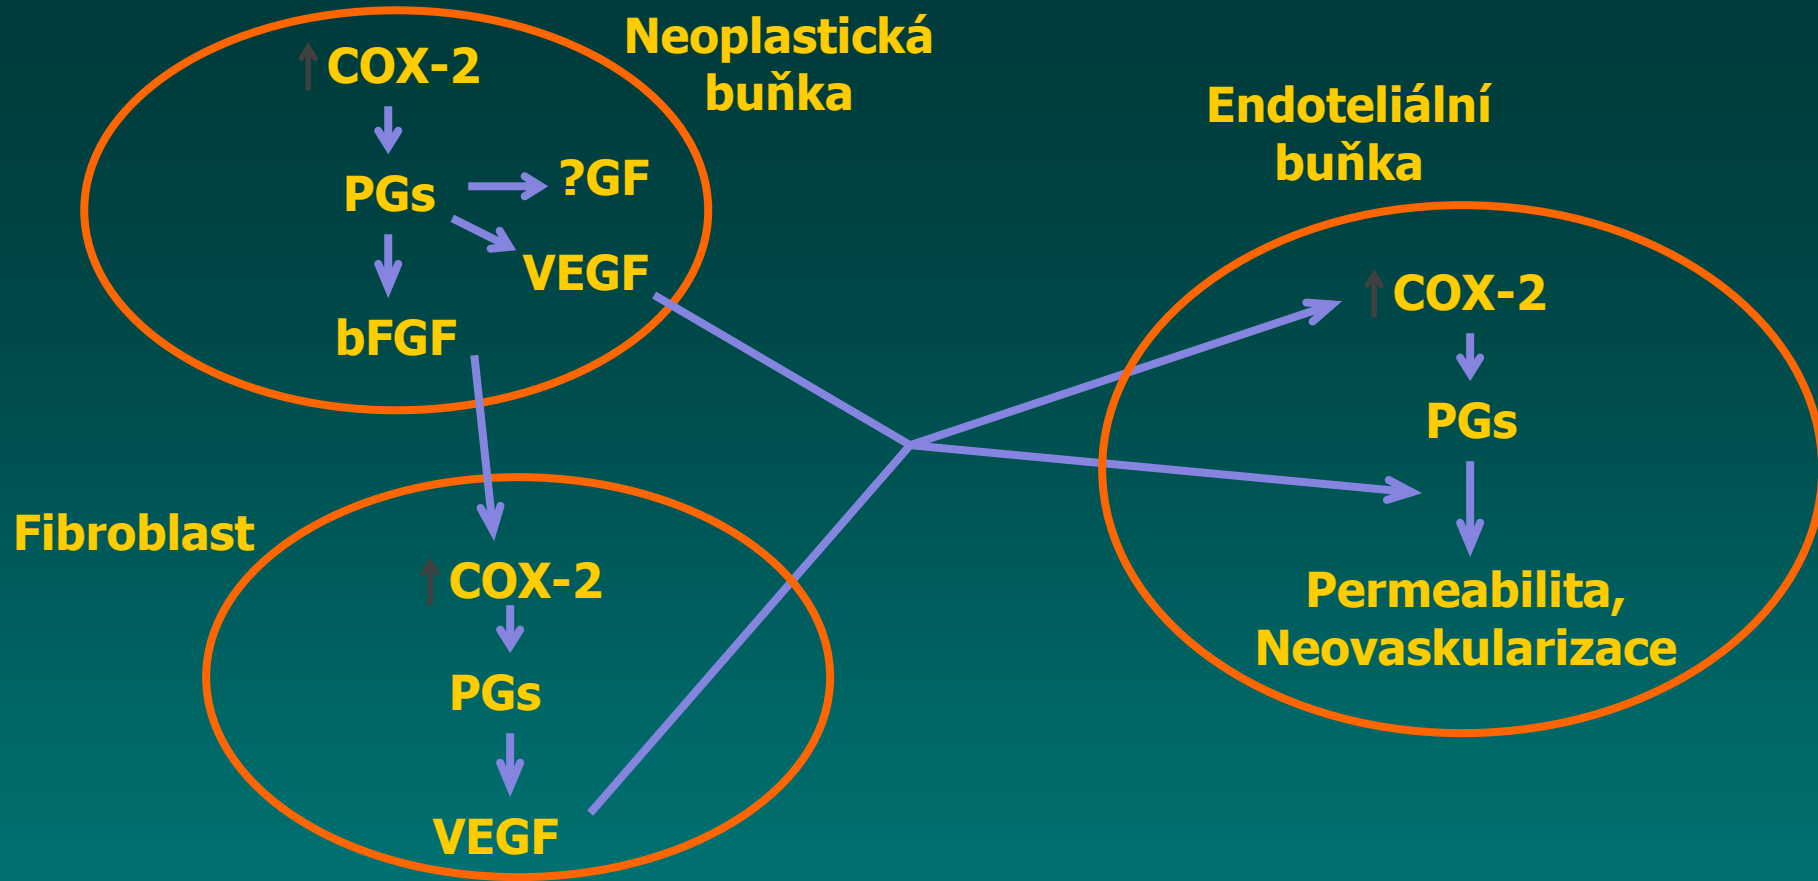 Neoplastická
buňka
COX-2
PGs
?GF
VEGF
bFGF
Endoteliální
buňka
COX-2
PGs
Permeabilita,
Neovaskularizace
Fibroblast
COX-2
PGs
VEGF